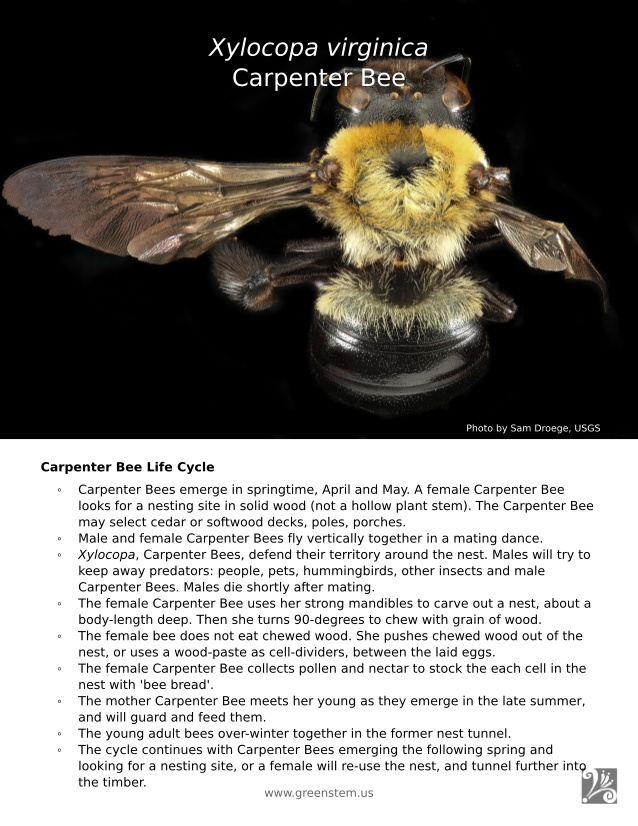 Xylocopa virginica
Carpenter Bee
Photo by Sam Droege, USGS
Carpenter Bee Life Cycle
◦ Carpenter Bees emerge in springtime, April and May. A female Carpenter Bee
looks for a nesting site in solid wood (not a hollow plant stem). The Carpenter Bee
may select cedar or softwood decks, poles, porches.
◦ Male and female Carpenter Bees fly vertically together in a mating dance.
◦ Xylocopa, Carpenter Bees, defend their territory around the nest. Males will try to
keep away predators: people, pets, hummingbirds, other insects and male
Carpenter Bees. Males die shortly after mating.
◦ The female Carpenter Bee uses her strong mandibles to carve out a nest, about a
body-length deep. Then she turns 90-degrees to chew with grain of wood.
◦ The female bee does not eat chewed wood. She pushes chewed wood out of the
nest, or uses a wood-paste as cell-dividers, between the laid eggs.
◦ The female Carpenter Bee collects pollen and nectar to stock the each cell in the
nest with 'bee bread'.
◦ The mother Carpenter Bee meets her young as they emerge in the late summer,
and will guard and feed them.
◦ The young adult bees over-winter together in the former nest tunnel.
◦ The cycle continues with Carpenter Bees emerging the following spring and
looking for a nesting site, or a female will re-use the nest, and tunnel further into
the timber.
www.greenstem.us